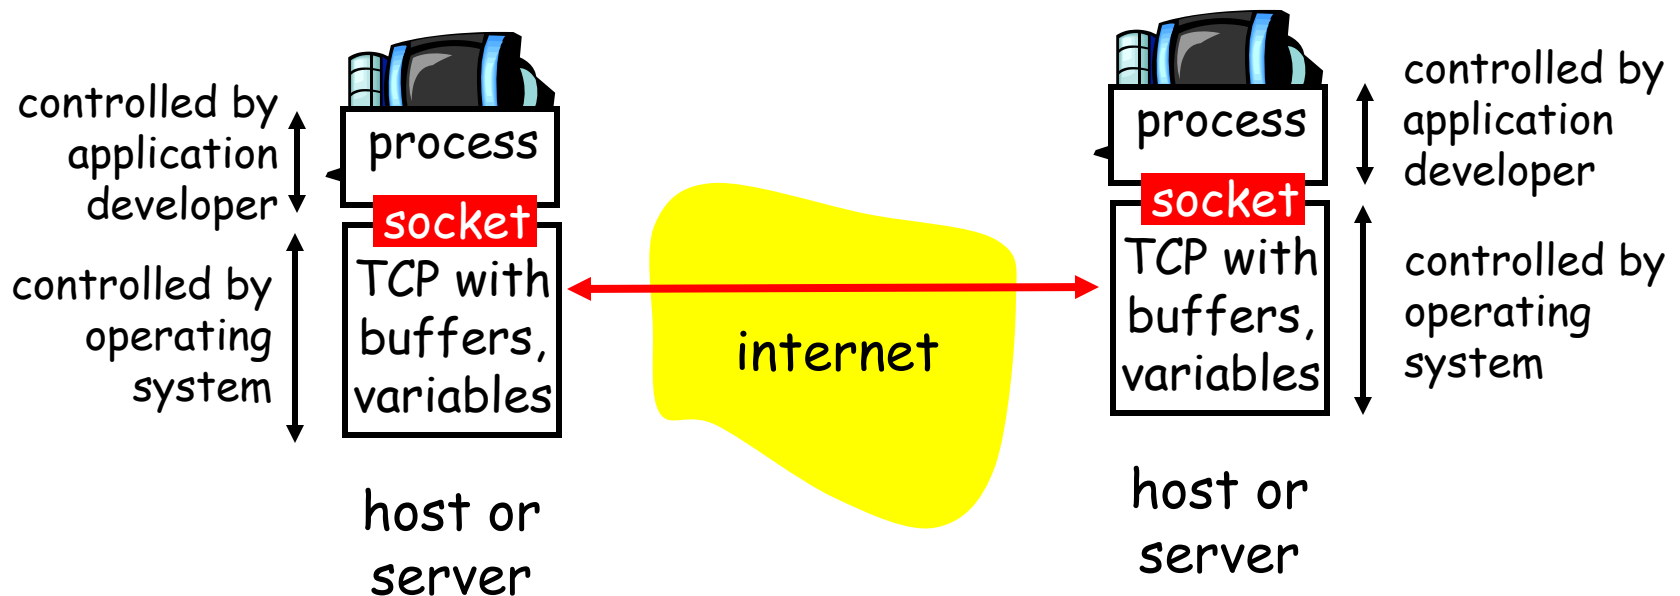 controlled by
application
developer
process
socket
controlled by
operating
system
TCP with
buffers,
variables
host or
server
internet
process
socket
TCP with
buffers,
variables
host or
server
controlled by
application
developer
controlled by
operating
system